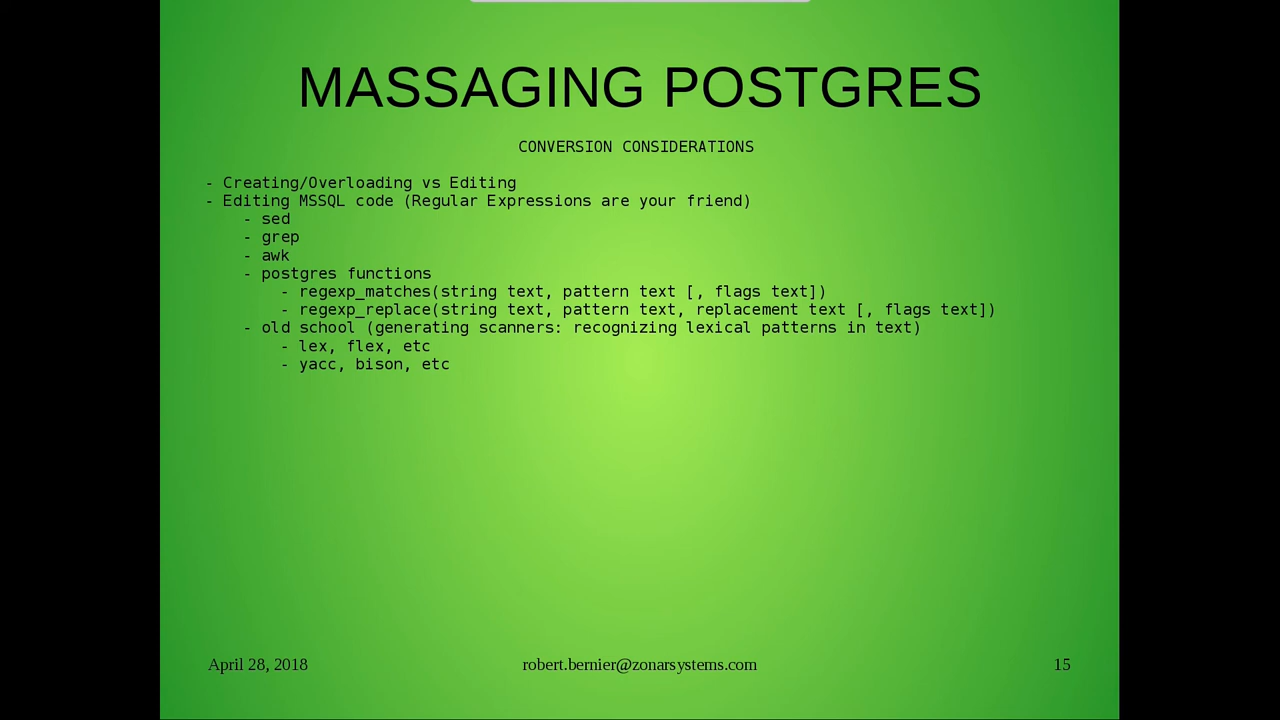 MASSAGING POSTGRES
CONVERSION CONSIDERATIONS
- Creating/Overloading vs Editing
- Editing MSSQL code (Regular Expressions are your friend)
- sed
- grep
- awk
- postgres functions
- regexp_matches(string text, pattern text [, flags text])
- regexp_replace(string text, pattern text, replacement text [, flags text])
- old school (generating scanners: recognizing lexical patterns in text)
- lex, flex, etc
- yacc, bison, etc
April 28, 2018 robert.bernier@zonarsystems.com 15